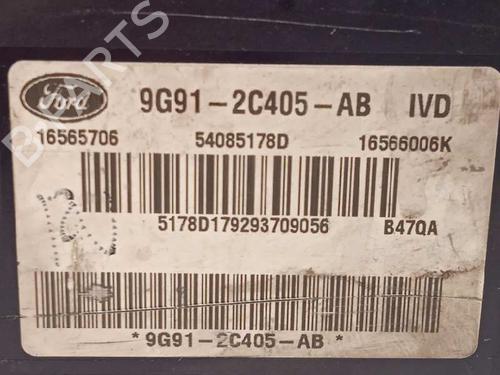 Ford 9G91-2C405-AB IVD
16565706 54085178D 16566006K
5178D179293709056 B47QA
*9G91-2C405-AB*